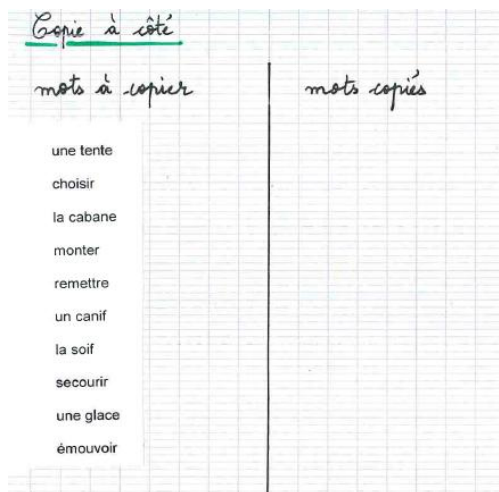 Copie à côté
mots à copier
mots copiés
une tente
choisir
la cabane
monter
remettre
un canif
la soif
secourir
une glace
émouvoir